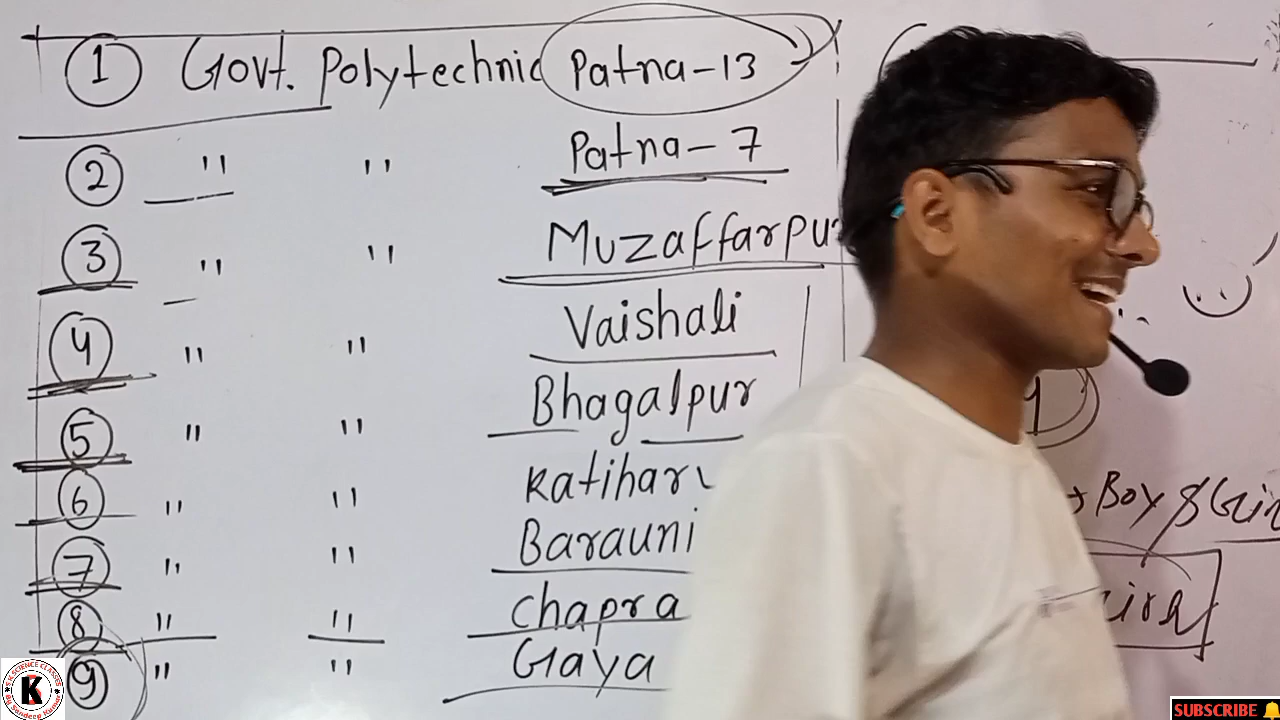 1 Govt. Polytechnic Patna-13
2 " " Patna-7
3 " " Muzaffarpur
4 " " Vaishali
5 " " Bhagalpur
6 " " Katihar
7 " " Barauni
8 " " Chapra
9 " " Gaya
Boy &
K
SUBSCRIBE